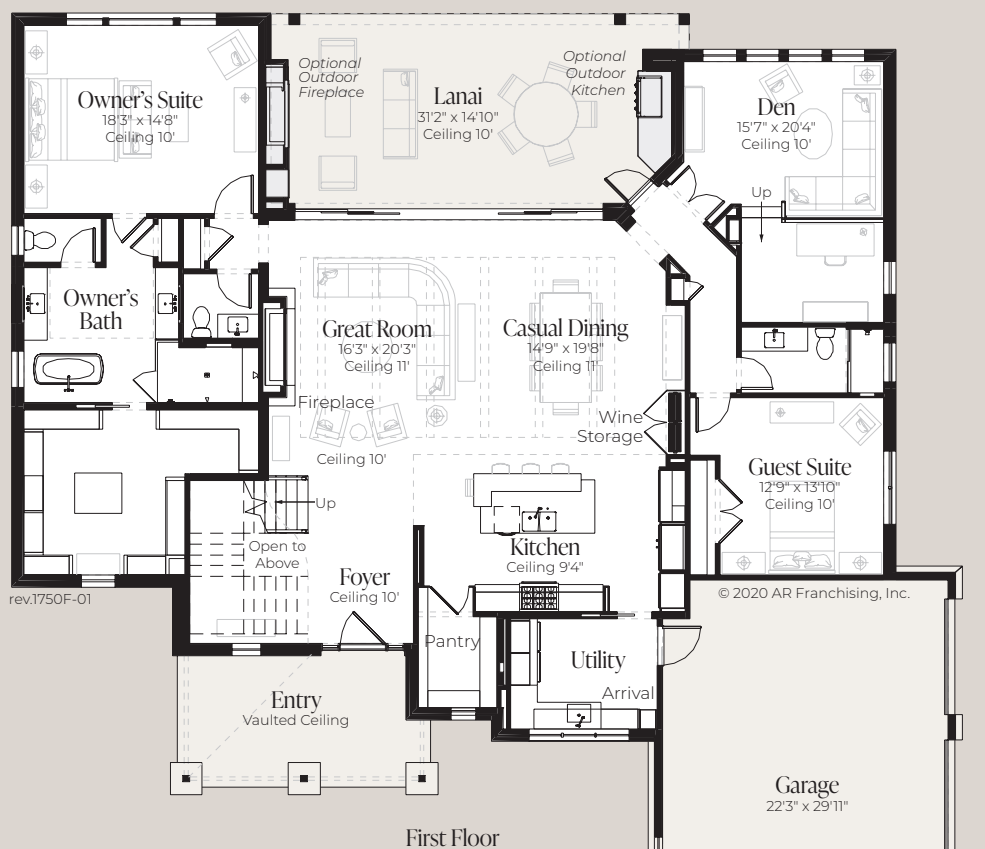 Owner's Suite
18'3" x 14'8"
Ceiling 10'
Optional
Outdoor
Fireplace
Lanai
31'2" x 14'10"
Ceiling 10'
Optional
Outdoor
Kitchen
Den
15'7" x 20'4"
Ceiling 10'
Up
Owner's
Bath
Great Room
16'3" x 20'3"
Ceiling 11'
Casual Dining
14'9" x 19'8"
Ceiling 11'
Fireplace
Ceiling 10'
Wine
Storage
Guest Suite
12'9" x 13'10"
Ceiling 10'
Up
Open to
Above
Foyer
Ceiling 10'
Kitchen
Ceiling 9'4"
rev.1750F-01
© 2020 AR Franchising, Inc.
Pantry
Utility
Arrival
Entry
Vaulted Ceiling
Garage
22'3" x 29'11"
First Floor